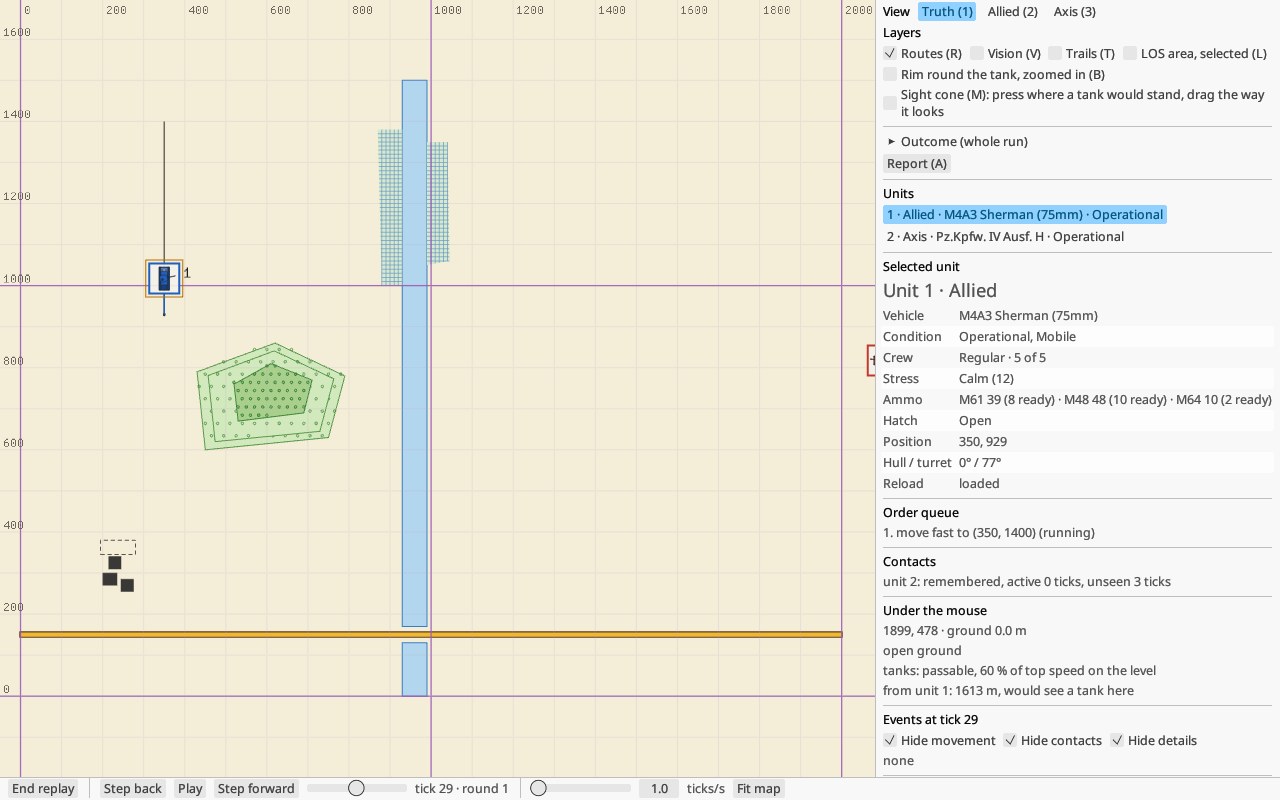 0 200 400 600 800 1000 1200 1400 1600 1800 2000
1600
1400
1200
1000
800
600
400
200
0
1
View Truth (1) Allied (2) Axis (3)
Layers
Routes (R) Vision (V) Trails (T) LOS area, selected (L)
Rim round the tank, zoomed in (B)
Sight cone (M): press where a tank would stand, drag the way
it looks
Outcome (whole run)
Report (A)
Units
1 · Allied · M4A3 Sherman (75mm) · Operational
2 · Axis · Pz.Kpfw. IV Ausf. H · Operational
Selected unit
Unit 1 · Allied
Vehicle M4A3 Sherman (75mm)
Condition Operational, Mobile
Crew Regular · 5 of 5
Stress Calm (12)
Ammo M61 39 (8 ready) · M48 48 (10 ready) · M64 10 (2 ready)
Hatch Open
Position 350, 929
Hull / turret 0° / 77°
Reload loaded
Order queue
1. move fast to (350, 1400) (running)
Contacts
unit 2: remembered, active 0 ticks, unseen 3 ticks
Under the mouse
1899, 478 · ground 0.0 m
open ground
tanks: passable, 60 % of top speed on the level
from unit 1: 1613 m, would see a tank here
Events at tick 29
Hide movement Hide contacts Hide details
none
End replay Step back Play Step forward tick 29 · round 1 1.0 ticks/s Fit map